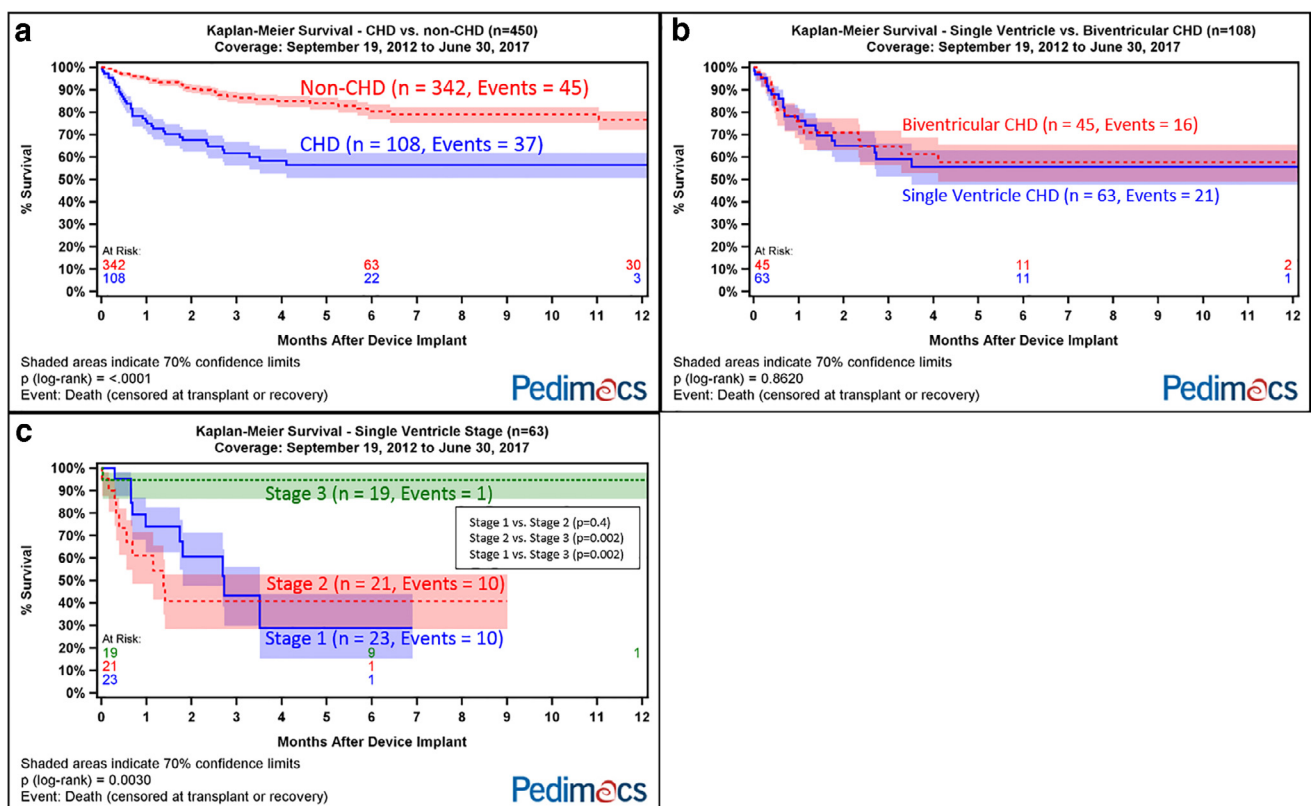 a
Kaplan-Meier Survival - CHD vs. non-CHD (n=450)
Coverage: September 19, 2012 to June 30, 2017
100%
90%
80%
70%
60%
50%
40%
30%
20%
10%
0%
% Survival
Non-CHD (n = 342, Events = 45)
CHD (n = 108, Events = 37)
At Risk:
342 63 30
108 22 3
0 1 2 3 4 5 6 7 8 9 10 11 12
Months After Device Implant
Shaded areas indicate 70% confidence limits
p (log-rank) = <.0001
Event: Death (censored at transplant or recovery)
Pedimacs
b
Kaplan-Meier Survival - Single Ventricle vs. Biventricular CHD (n=108)
Coverage: September 19, 2012 to June 30, 2017
100%
90%
80%
70%
60%
50%
40%
30%
20%
10%
0%
% Survival
Biventricular CHD (n = 45, Events = 16)
Single Ventricle CHD (n = 63, Events = 21)
At Risk:
45 11 2
63 11 1
0 1 2 3 4 5 6 7 8 9 10 11 12
Months After Device Implant
Shaded areas indicate 70% confidence limits
p (log-rank) = 0.8620
Event: Death (censored at transplant or recovery)
Pedimacs
c
Kaplan-Meier Survival - Single Ventricle Stage (n=63)
Coverage: September 19, 2012 to June 30, 2017
100%
90%
80%
70%
60%
50%
40%
30%
20%
10%
0%
% Survival
Stage 3 (n = 19, Events = 1)
Stage 1 vs. Stage 2 (p=0.4)
Stage 2 vs. Stage 3 (p=0.002)
Stage 1 vs. Stage 3 (p=0.002)
Stage 2 (n = 21, Events = 10)
Stage 1 (n = 23, Events = 10)
At Risk:
19 9 1
21 1
23 1
0 1 2 3 4 5 6 7 8 9 10 11 12
Months After Device Implant
Shaded areas indicate 70% confidence limits
p (log-rank) = 0.0030
Event: Death (censored at transplant or recovery)
Pedimacs